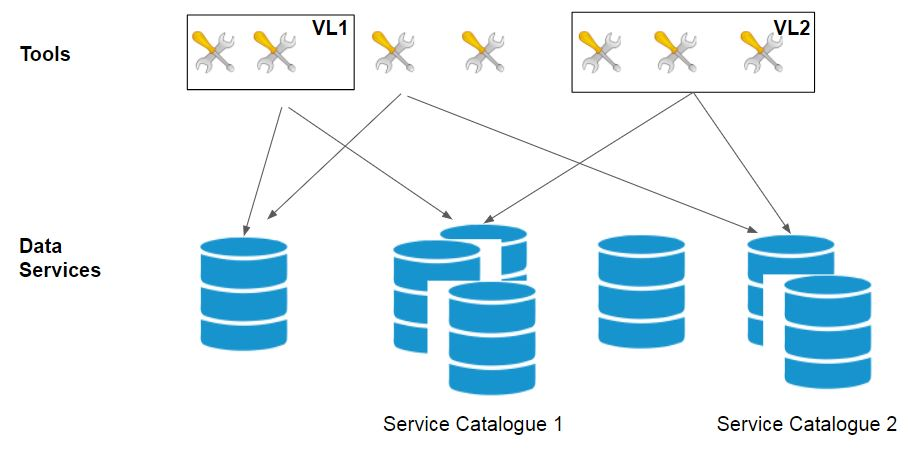 VL1
VL2
Tools
Data
Services
Service Catalogue 1
Service Catalogue 2